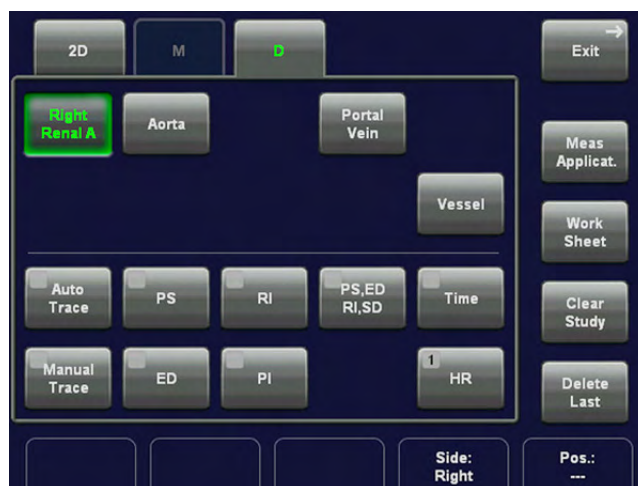 2D
M
D
Exit
Right
Renal A
Aorta
Portal
Vein
Meas
Applicat.
Vessel
Work
Sheet
Auto
Trace
PS
RI
PS,ED
RI,SD
Time
Clear
Study
Manual
Trace
ED
PI
1
HR
Delete
Last
Side:
Right
Pos.:
---